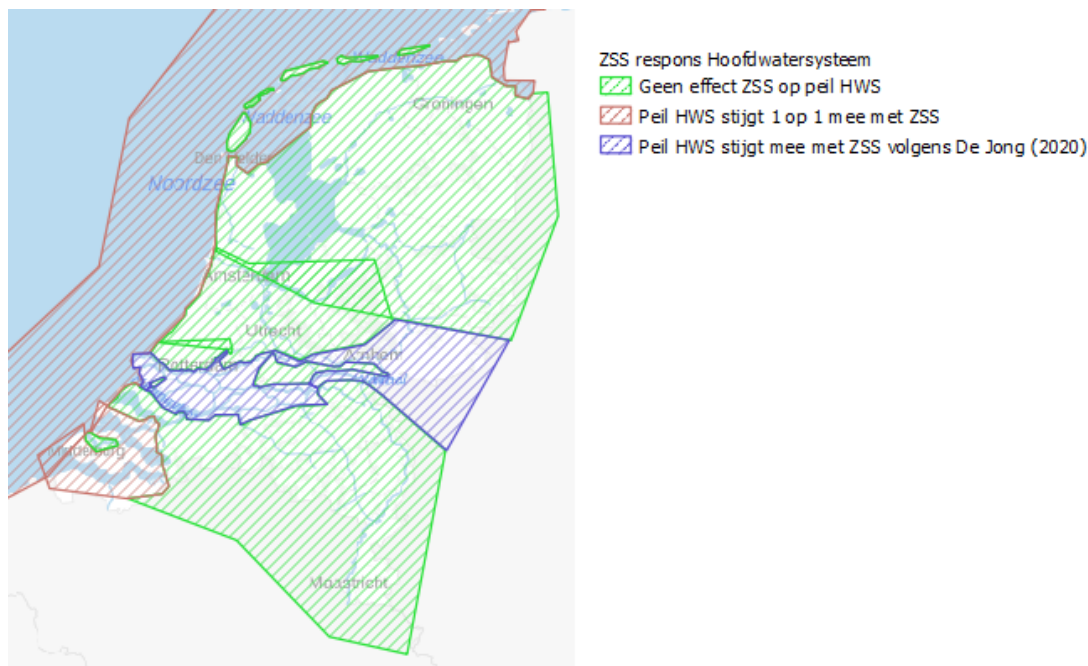 ZSS respons Hoofdwatersysteem
Geen effect ZSS op peil HWS
Peil HWS stijgt 1 op 1 mee met ZSS
Peil HWS stijgt mee met ZSS volgens De Jong (2020)
Waddenzee
Groningen
Waddenzee
Den Helder
Noordzee
Amsterdam
Utrecht
Arnhem
Rotterdam
Waal
Middelburg
Maastricht